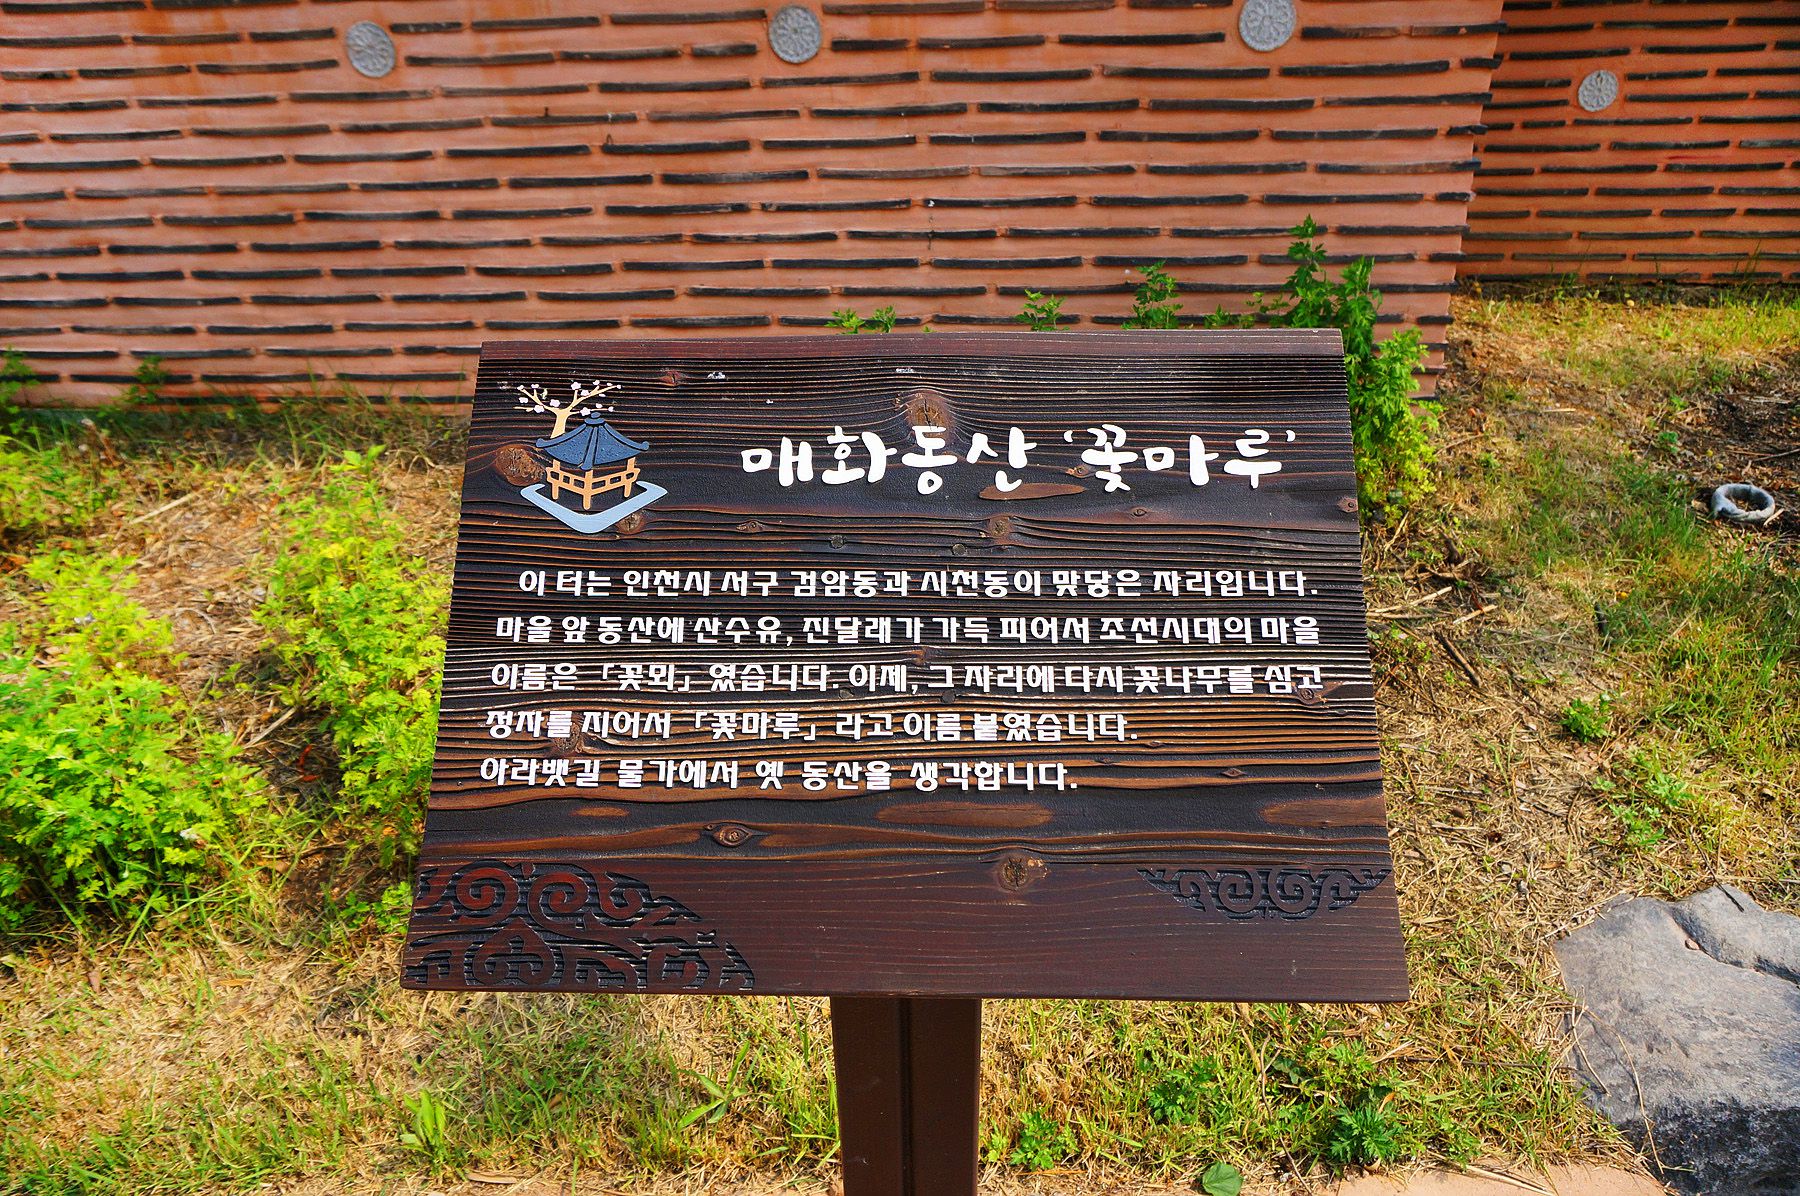 매화동산 ‘꽃마루’
이 터는 인천시 서구 검암동과 시천동이 맞닿은 자리입니다.
마을 앞 동산에 산수유, 진달래가 가득 피어서 조선시대의 마을
이름은 「꽃뫼」였습니다. 이제, 그 자리에 다시 꽃나무를 심고
정자를 지어서 「꽃마루」라고 이름 붙였습니다.
아라뱃길 물가에서 옛 동산을 생각합니다.